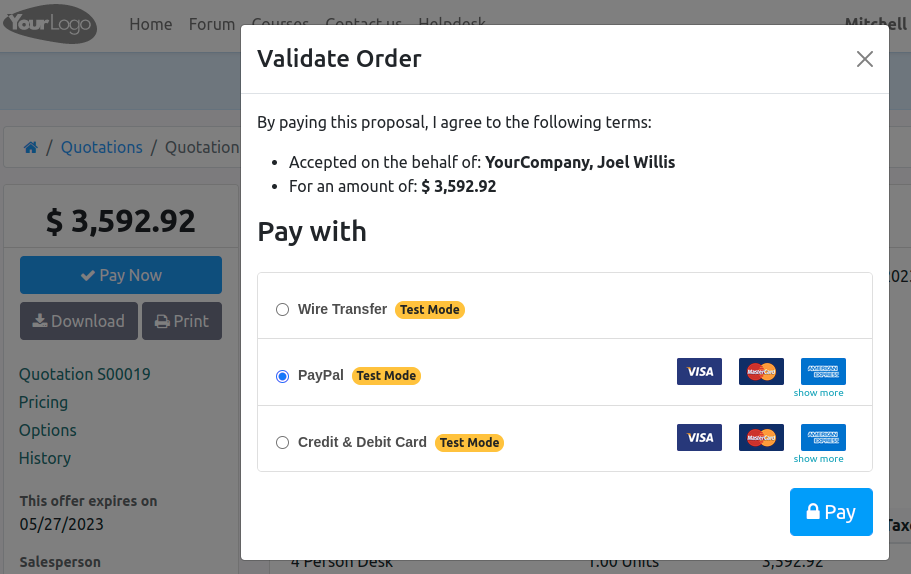 YourLogo Home Forum Courses Contact us Helpdesk Mitchell
Validate Order
By paying this proposal, I agree to the following terms:
• Accepted on the behalf of: YourCompany, Joel Willis
• For an amount of: $ 3,592.92
Pay with
Wire Transfer Test Mode
PayPal Test Mode VISA MasterCard AMERICAN EXPRESS
show more
Credit & Debit Card Test Mode VISA MasterCard AMERICAN EXPRESS
show more
Pay
/ Quotations / Quotation
$ 3,592.92
Pay Now
Download Print
Quotation S00019
Pricing
Options
History
This offer expires on
05/27/2023
Salesperson
4 Person Desk 1.00 Units 3,592.92